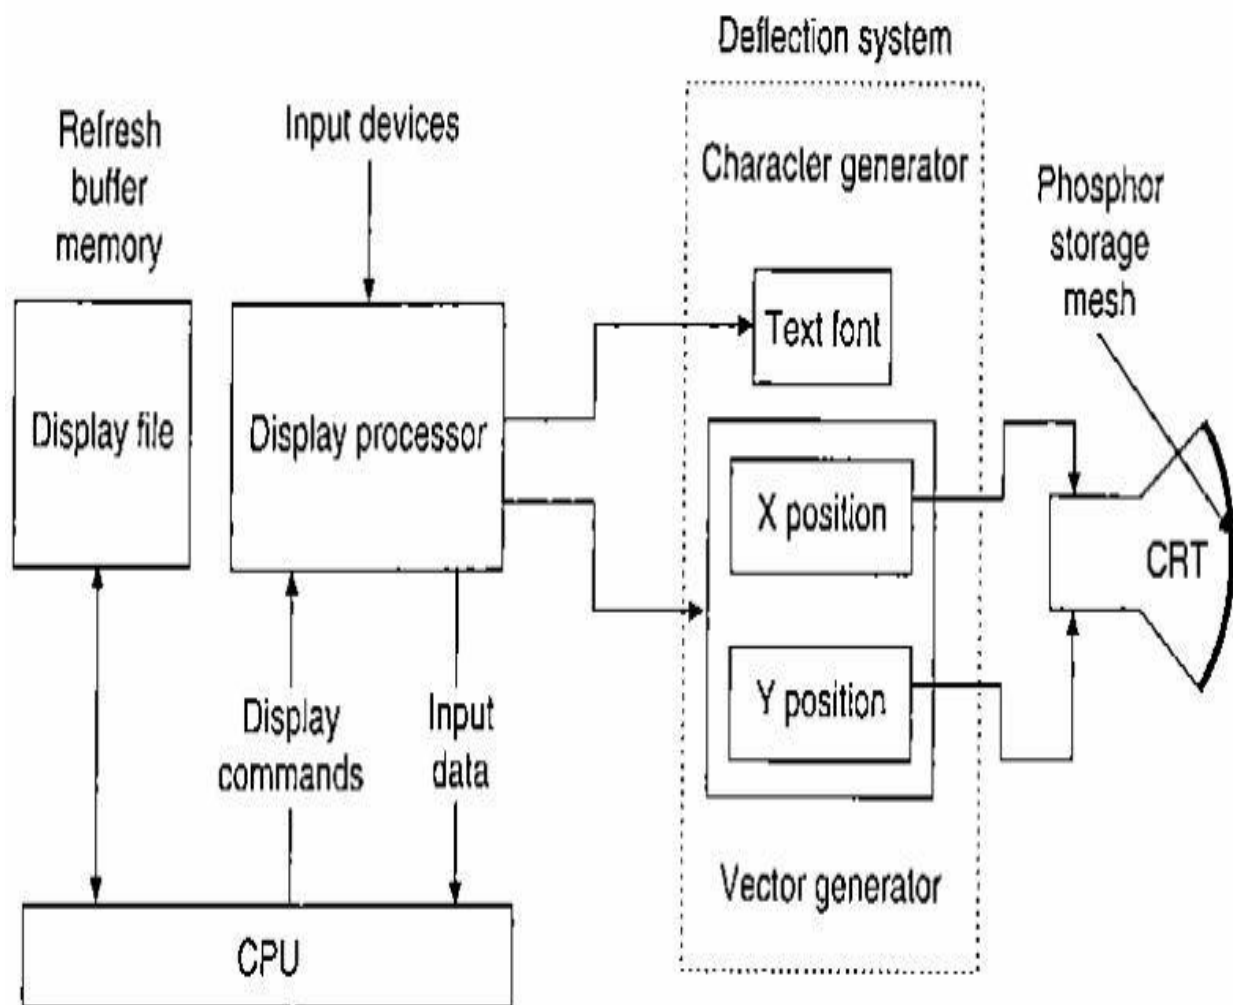 Deflection system
Refresh
buffer
memory
Input devices
Characler generator
Phosphor
storage
mesh
Text font
Display file
Display processor
X position
CRT
Y position
Display
commands
Input
data
Vector generator
CPU